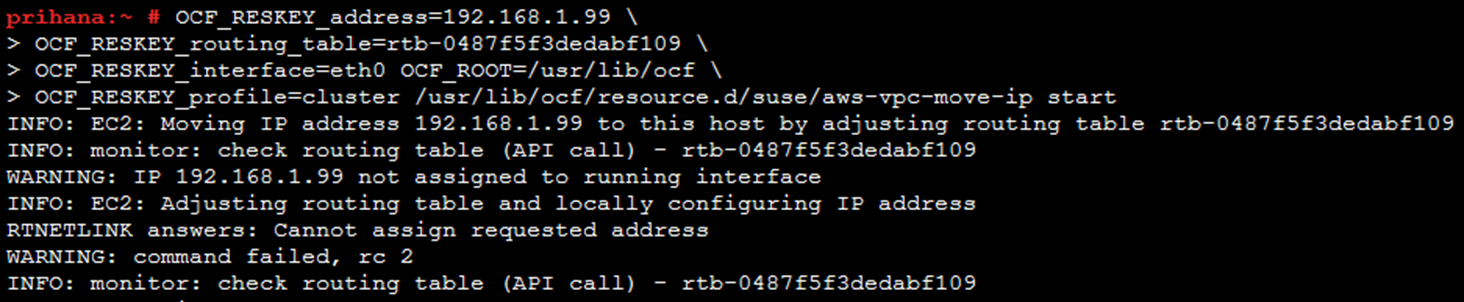 prihana:~ # OCF_RESKEY_address=192.168.1.99 \
> OCF_RESKEY_routing_table=rtb-0487f5f3dedabf109 \
> OCF_RESKEY_interface=eth0 OCF_ROOT=/usr/lib/ocf \
> OCF_RESKEY_profile=cluster /usr/lib/ocf/resource.d/suse/aws-vpc-move-ip start
INFO: EC2: Moving IP address 192.168.1.99 to this host by adjusting routing table rtb-0487f5f3dedabf109
INFO: monitor: check routing table (API call) - rtb-0487f5f3dedabf109
WARNING: IP 192.168.1.99 not assigned to running interface
INFO: EC2: Adjusting routing table and locally configuring IP address
RTNETLINK answers: Cannot assign requested address
WARNING: command failed, rc 2
INFO: monitor: check routing table (API call) - rtb-0487f5f3dedabf109